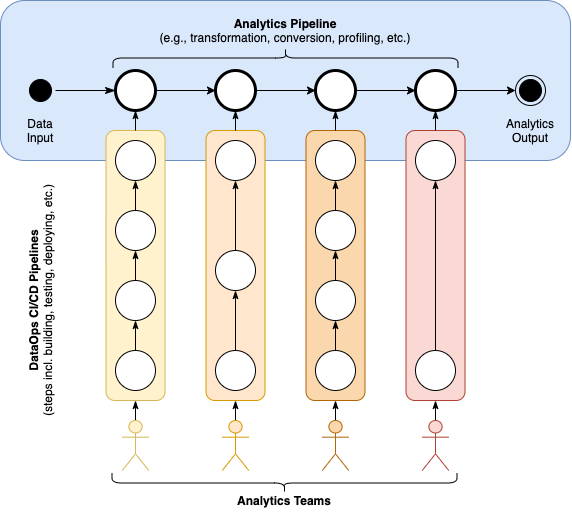 Analytics Pipeline
(e.g., transformation, conversion, profiling, etc.)
Data
Input
Analytics
Output
DataOps CI/CD Pipelines
(steps incl. building, testing, deploying, etc.)
Analytics Teams